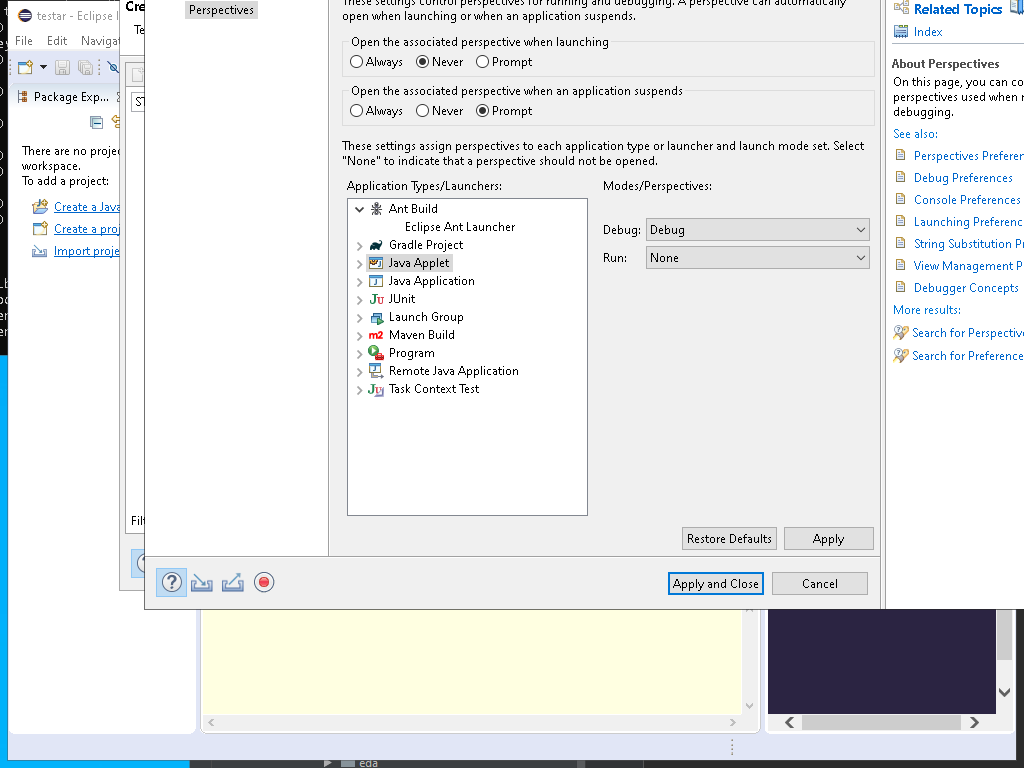 testar - Eclipse I
File Edit Navigat
Package Exp...
There are no proje
workspace.
To add a project:
Create a Java
Create a proj
Import proje
Cre
Te
ST
Filt
Perspectives
These settings control perspectives for running and debugging. A perspective can automatically
open when launching or when an application suspends.
Open the associated perspective when launching
Always Never Prompt
Open the associated perspective when an application suspends
Always Never Prompt
These settings assign perspectives to each application type or launcher and launch mode set. Select
"None" to indicate that a perspective should not be opened.
Application Types/Launchers:
Ant Build
Eclipse Ant Launcher
Gradle Project
Java Applet
Java Application
JUnit
Launch Group
Maven Build
Program
Remote Java Application
Task Context Test
Modes/Perspectives:
Debug: Debug
Run: None
Restore Defaults Apply
Apply and Close Cancel
Related Topics
Index
About Perspectives
On this page, you can co
perspectives used when r
debugging.
See also:
Perspectives Preferen
Debug Preferences
Console Preferences
Launching Preferenc
String Substitution Pr
View Management P
Debugger Concepts
More results:
Search for Perspective
Search for Preference
eda